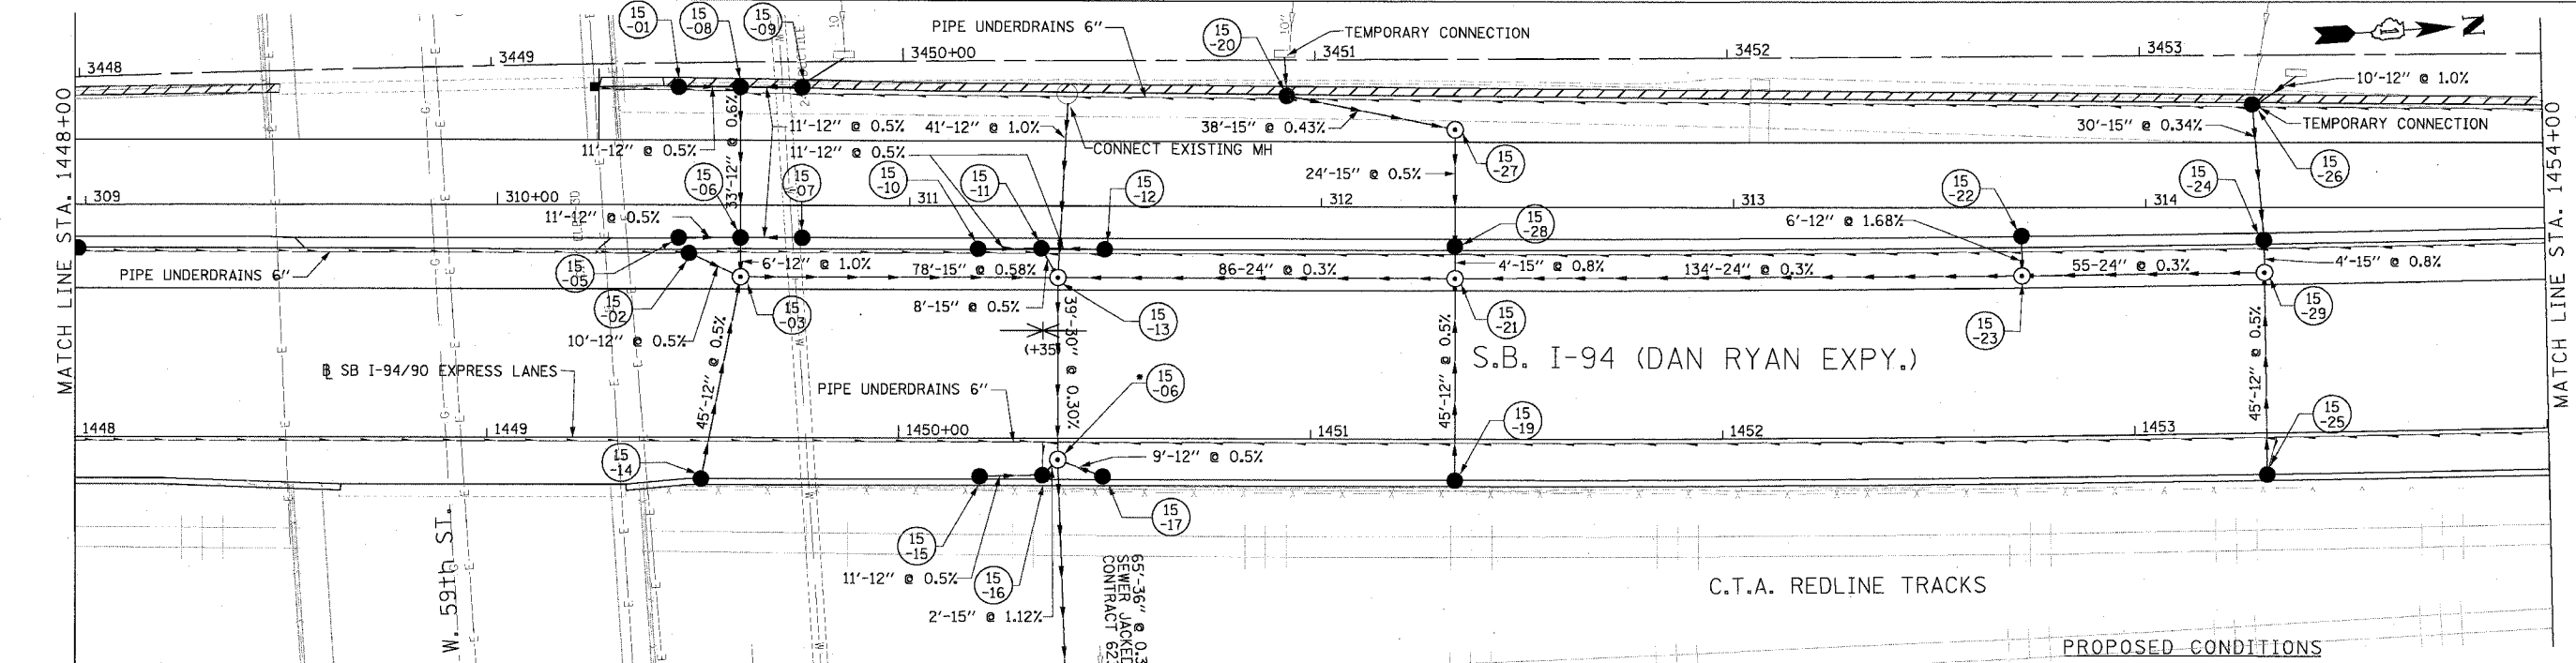 15 -01
15 -08
15 -09
10"
PIPE UNDERDRAINS 6"
15 -20
10"
TEMPORARY CONNECTION
N
3448
3449
3450+00
3451
3452
3453
10'-12" @ 1.0%
11'-12" @ 0.5%
33'-12" @ 0.6%
11'-12" @ 0.5%
41'-12" @ 1.0%
38'-15" @ 0.43%
30'-15" @ 0.34%
TEMPORARY CONNECTION
CONNECT EXISTING MH
11'-12" @ 0.5%
15 -27
15 -26
24'-15" @ 0.5%
15 -06
15 -07
15 -10
15 -11
15 -12
15 -22
15 -24
309
310+00
311
312
313
314
11'-12" @ 0.5%
15 -28
6'-12" @ 1.68%
PIPE UNDERDRAINS 6"
15 -05
6'-12" @ 1.0%
78'-15" @ 0.58%
86-24" @ 0.3%
4'-15" @ 0.8%
134'-24" @ 0.3%
55-24" @ 0.3%
4'-15" @ 0.8%
15 -02
15 -03
8'-15" @ 0.5%
15 -13
15 -21
15 -23
15 -29
10'-12" @ 0.5%
(+35)
39'-30" @ 0.30%
45'-12" @ 0.5%
45'-12" @ 0.5%
45'-12" @ 0.5%
S.B. I-94 (DAN RYAN EXPY.)
MATCH LINE STA. 1448+00
MATCH LINE STA. 1454+00
℄ SB I-94/90 EXPRESS LANES
PIPE UNDERDRAINS 6"
* 15 -06
1448
1449
1450+00
1451
1452
1453
15 -14
9'-12" @ 0.5%
15 -19
15 -25
15 -17
15 -15
11'-12" @ 0.5%
15 -16
2'-15" @ 1.12%
65'-36" @ 0.3
SEWER JACKED
CONTRACT 62
W. 59th ST.
C.T.A. REDLINE TRACKS
PROPOSED CONDITIONS